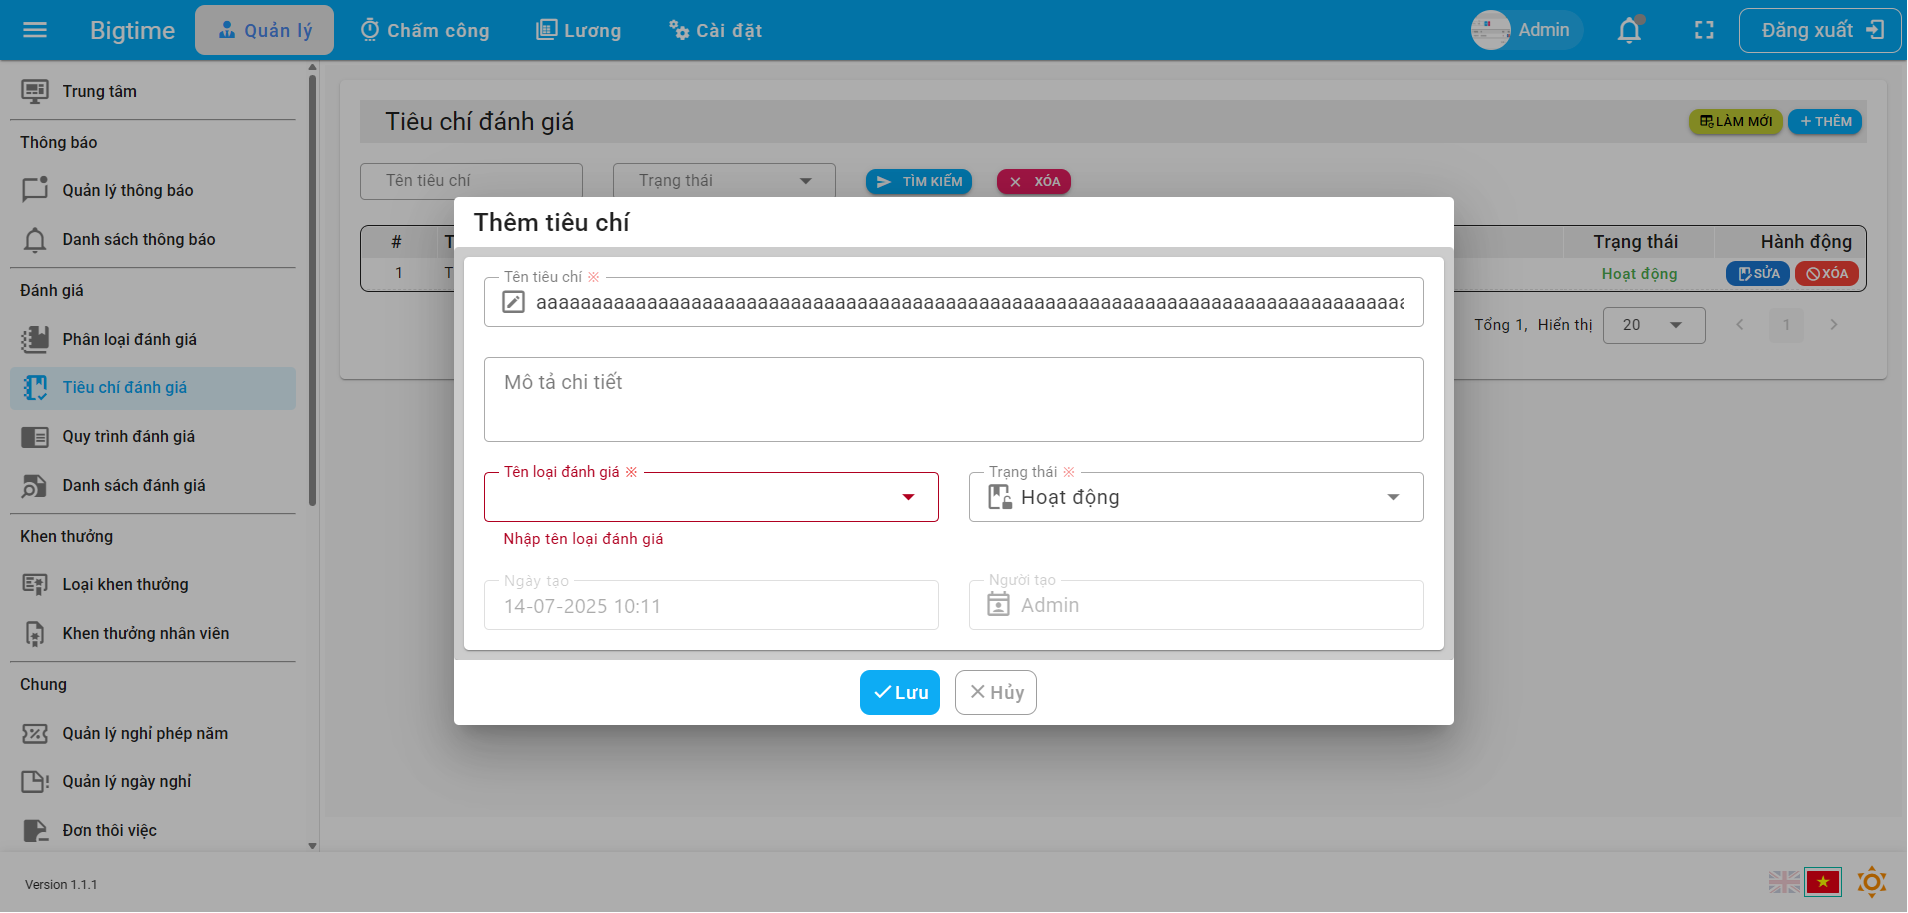 Bigtime
Quản lý
Chấm công
Lương
Cài đặt
Admin
Đăng xuất
Trung tâm
Thông báo
Quản lý thông báo
Danh sách thông báo
Đánh giá
Phân loại đánh giá
Tiêu chí đánh giá
Quy trình đánh giá
Danh sách đánh giá
Khen thưởng
Loại khen thưởng
Khen thưởng nhân viên
Chung
Quản lý nghỉ phép năm
Quản lý ngày nghỉ
Đơn thôi việc
Version 1.1.1
Tiêu chí đánh giá
LÀM MỚI
THÊM
Tên tiêu chí
Trạng thái
TÌM KIẾM
XÓA
#
Trạng thái
Hành động
1
Hoạt động
SỬA
XÓA
Tổng 1, Hiển thị
20
1
Thêm tiêu chí
Tên tiêu chí ※
Mô tả chi tiết
Tên loại đánh giá ※
Nhập tên loại đánh giá
Trạng thái ※
Hoạt động
Ngày tạo
14-07-2025 10:11
Người tạo
Admin
Lưu
Hủy